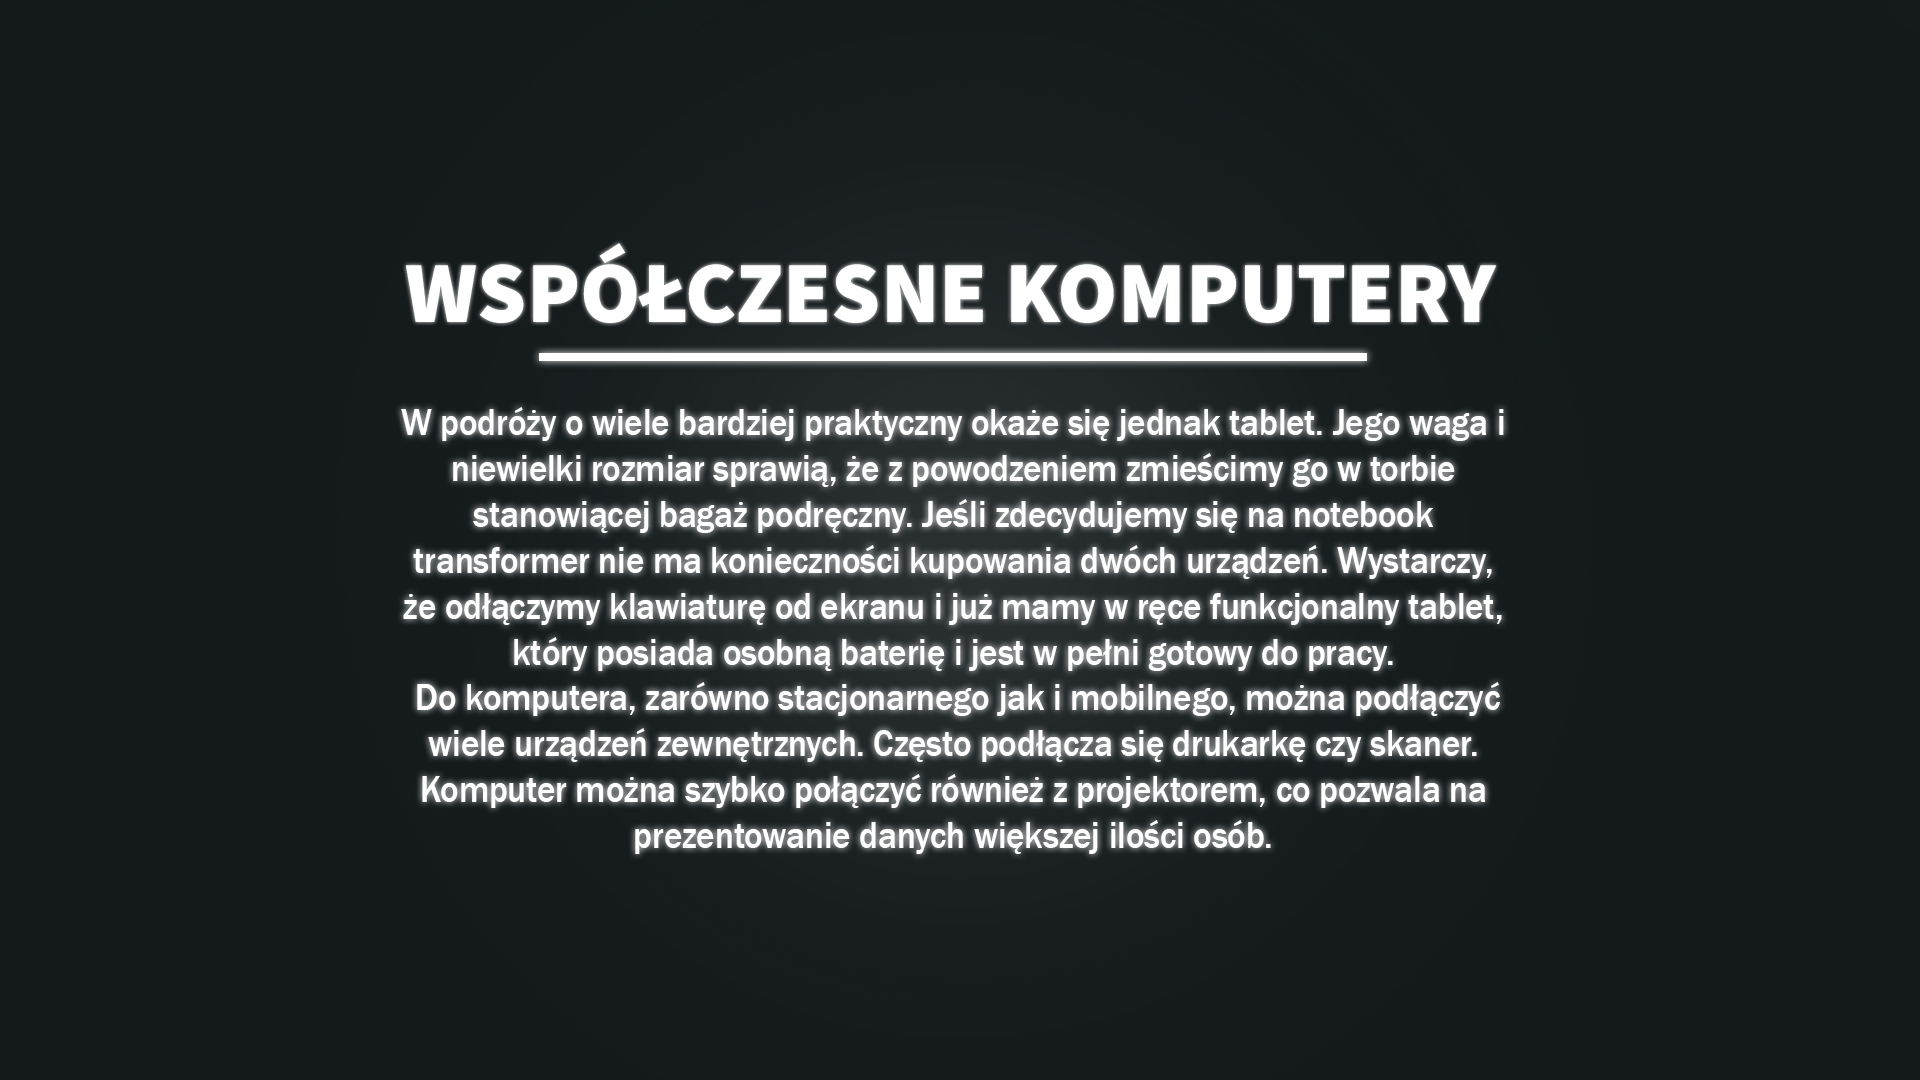 WSPÓŁCZESNE KOMPUTERY
W podróży o wiele bardziej praktyczny okaże się jednak tablet. Jego waga i
niewielki rozmiar sprawią, że z powodzeniem zmieścimy go w torbie
stanowiącej bagaż podręczny. Jeśli zdecydujemy się na notebook
transformer nie ma konieczności kupowania dwóch urządzeń. Wystarczy,
że odłączymy klawiaturę od ekranu i już mamy w ręce funkcjonalny tablet,
który posiada osobną baterię i jest w pełni gotowy do pracy.
Do komputera, zarówno stacjonarnego jak i mobilnego, można podłączyć
wiele urządzeń zewnętrznych. Często podłącza się drukarkę czy skaner.
Komputer można szybko połączyć również z projektorem, co pozwala na
prezentowanie danych większej ilości osób.